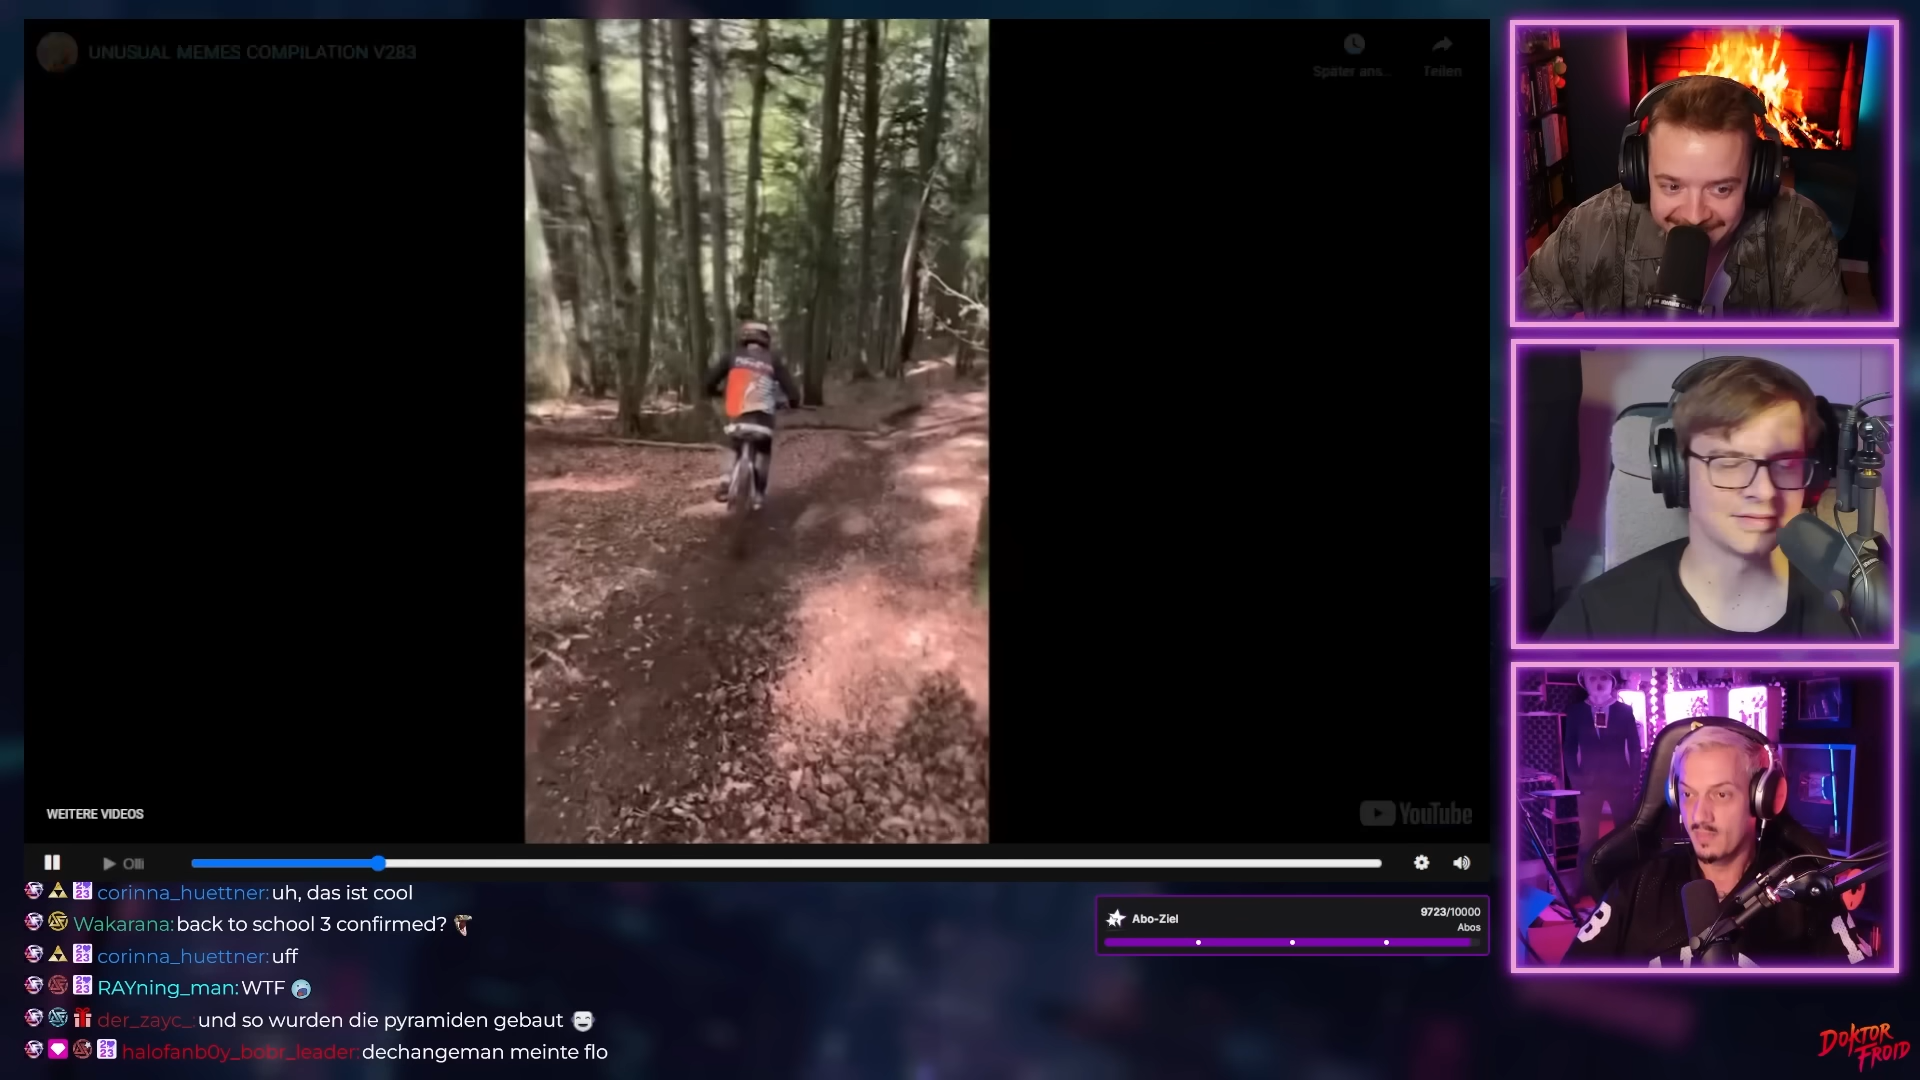 UNUSUAL MEMES COMPILATION V283
Später ans...
Teilen
WEITERE VIDEOS
YouTube
Olli
corinna_huettner: uh, das ist cool
Wakarana: back to school 3 confirmed?
corinna_huettner: uff
RAYning_man: WTF
der_zayc_: und so wurden die pyramiden gebaut
halofanb0y_bobr_leader: dechangeman meinte flo
Abo-Ziel
9723/10000
Abos
DOKTOR
FROID